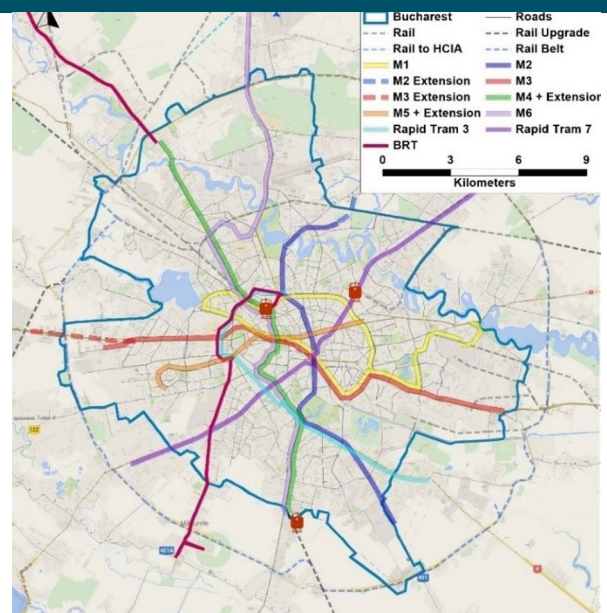 Bucharest Roads
Rail Rail Upgrade
Rail to HCIA Rail Belt
M1 M2
M2 Extension M3
M3 Extension M4 + Extension
M5 + Extension M6
Rapid Tram 3 Rapid Tram 7
BRT
0 3 6 9
Kilometers